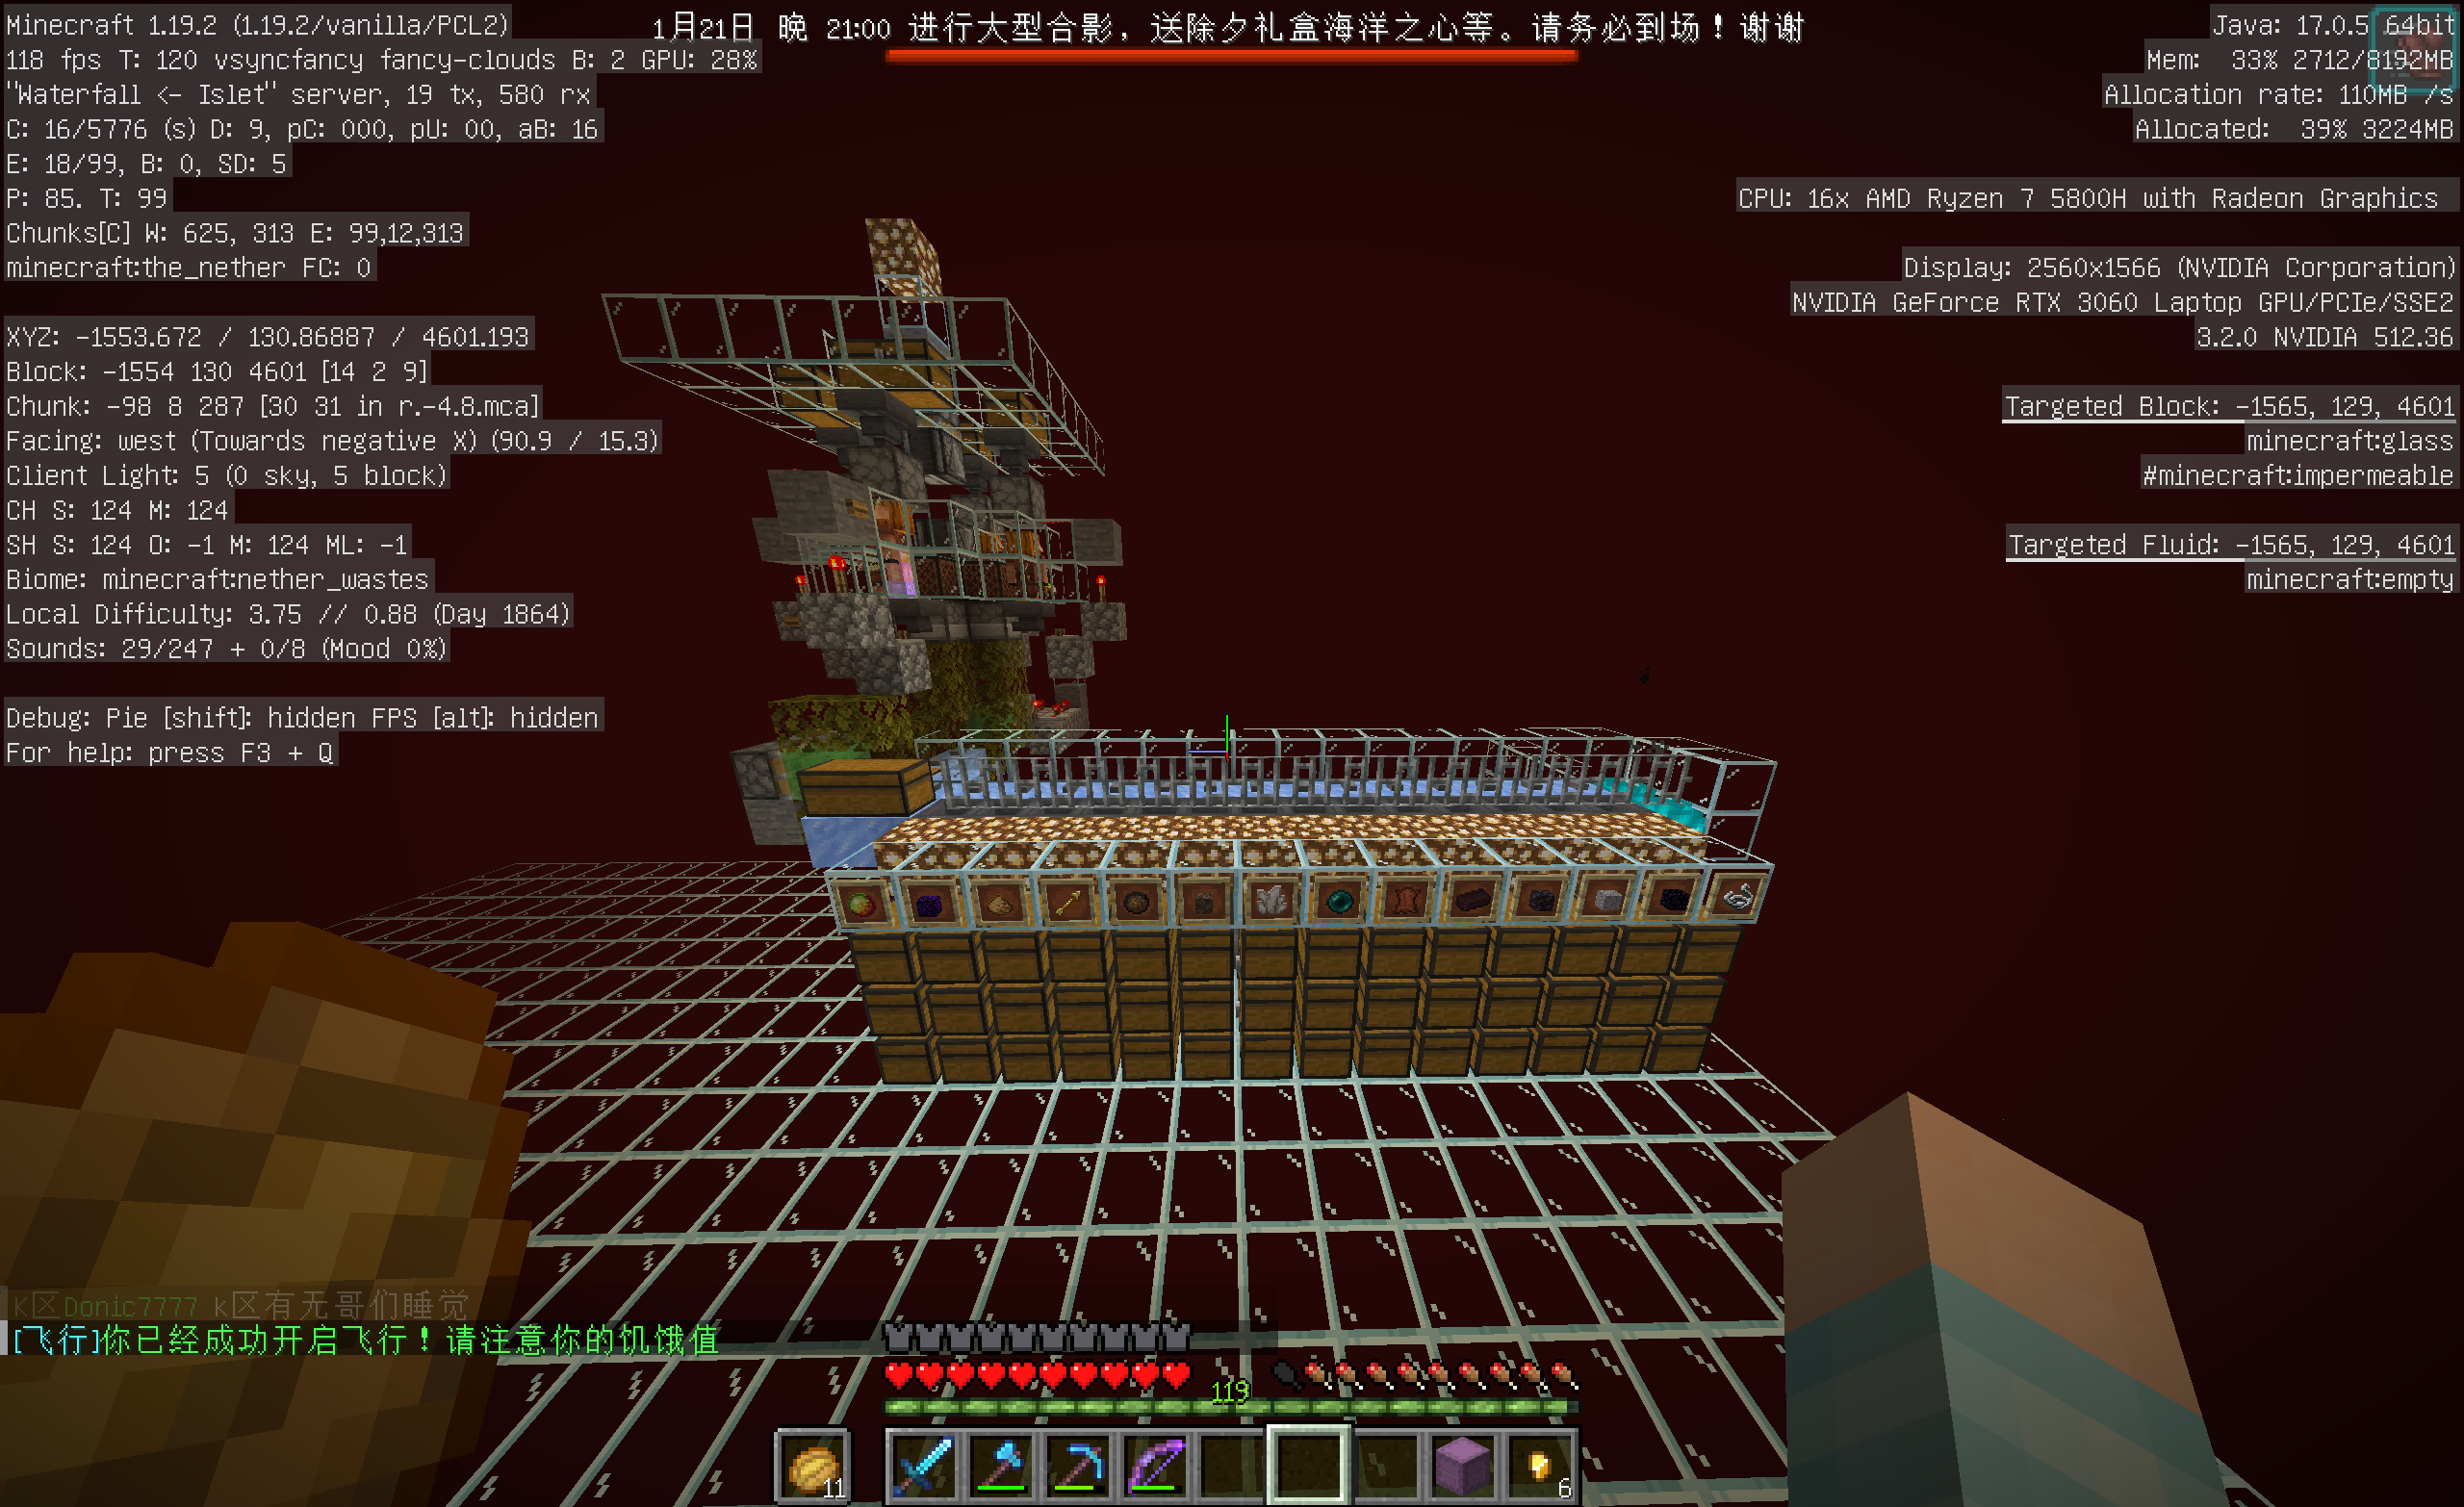 Minecraft 1.19.2 (1.19.2/vanilla/PCL2)
118 fps T: 120 vsyncfancy fancy-clouds B: 2 GPU: 28%
"Waterfall <- Islet" server, 19 tx, 580 rx
C: 16/5776 (s) D: 9, pC: 000, pU: 00, aB: 16
E: 18/99, B: 0, SD: 5
P: 85. T: 99
Chunks[C] W: 625, 313 E: 99,12,313
minecraft:the_nether FC: 0
XYZ: -1553.672 / 130.86887 / 4601.193
Block: -1554 130 4601 [14 2 9]
Chunk: -98 8 287 [30 31 in r.-4.8.mca]
Facing: west (Towards negative X) (90.9 / 15.3)
Client Light: 5 (0 sky, 5 block)
CH S: 124 M: 124
SH S: 124 O: -1 M: 124 ML: -1
Biome: minecraft:nether_wastes
Local Difficulty: 3.75 // 0.88 (Day 1864)
Sounds: 29/247 + 0/8 (Mood 0%)
Debug: Pie [shift]: hidden FPS [alt]: hidden
For help: press F3 + Q
1月21日 晚 21:00 进行大型合影，送除夕礼盒海洋之心等。请务必到场！谢谢
Java: 17.0.5 64bit
Mem: 33% 2712/8192MB
Allocation rate: 110MB /s
Allocated: 39% 3224MB
CPU: 16x AMD Ryzen 7 5800H with Radeon Graphics
Display: 2560x1566 (NVIDIA Corporation)
NVIDIA GeForce RTX 3060 Laptop GPU/PCIe/SSE2
3.2.0 NVIDIA 512.36
Targeted Block: -1565, 129, 4601
minecraft:glass
#minecraft:impermeable
Targeted Fluid: -1565, 129, 4601
minecraft:empty
K区Donic7777 k区有无哥们睡觉
[飞行]你已经成功开启飞行！请注意你的饥饿值
119
11
6